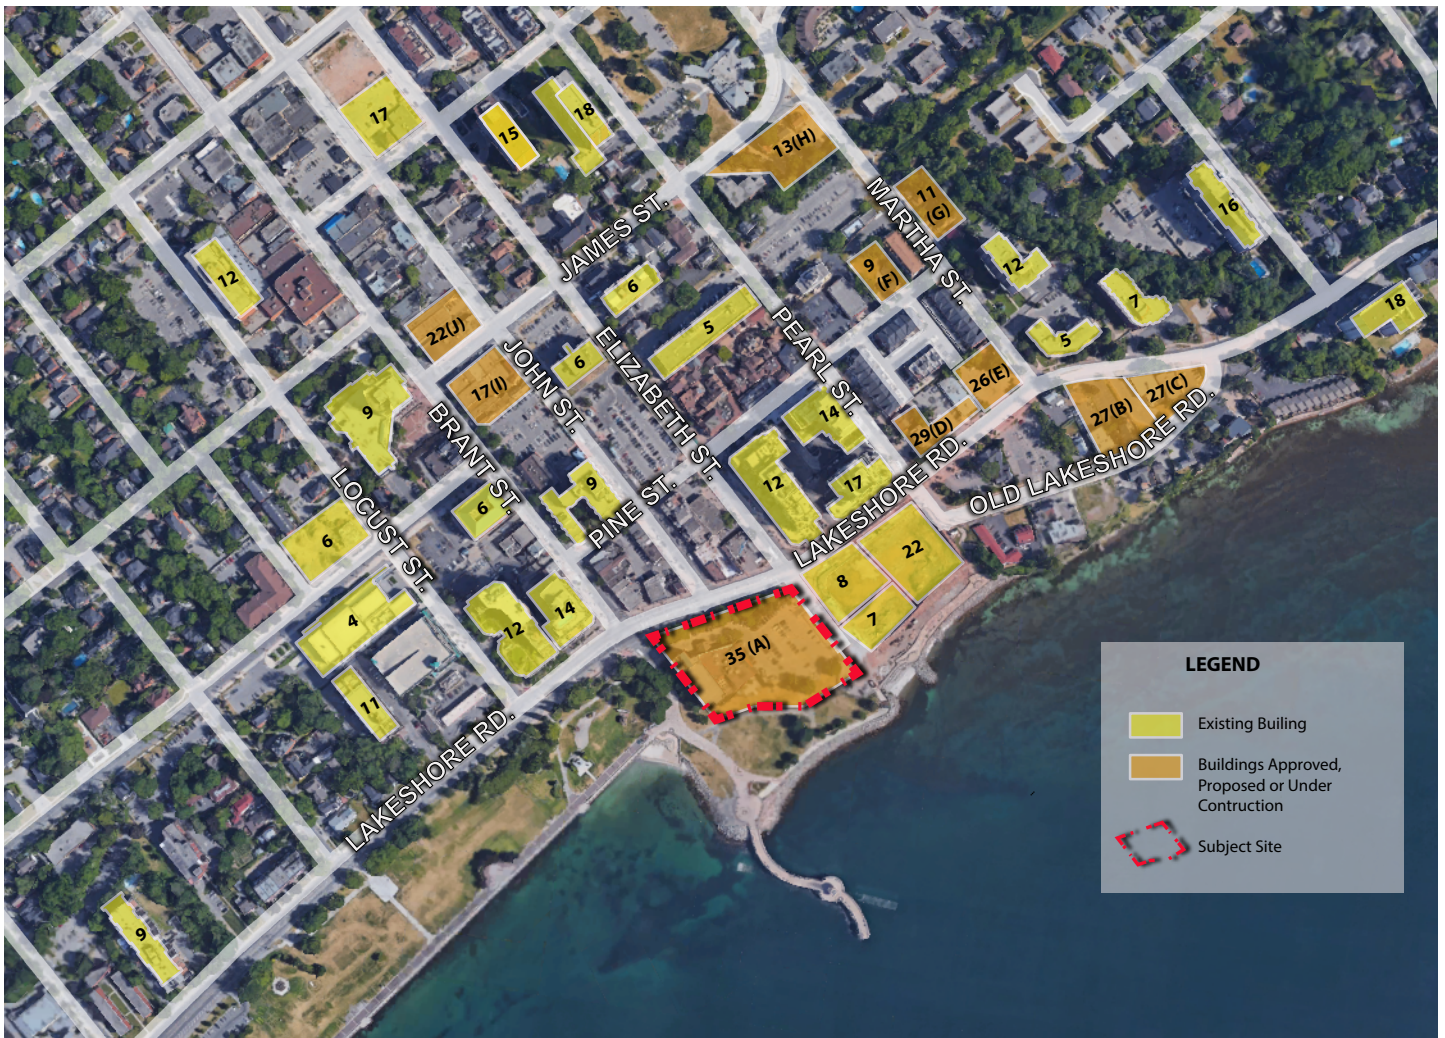 17
15
18
13(H)
11
(G)
16
MARTHA ST.
JAMES ST.
12
6
9
(F)
12
7
18
22(J)
5
5
PEARL ST.
ELIZABETH ST.
JOHN ST.
6
17(I)
26(E)
27(B)
27(C)
9
BRANT ST.
14
29(D)
OLD LAKESHORE RD.
LOCUST ST.
6
9
PINE ST.
12
17
LAKESHORE RD.
6
8
22
7
4
12
14
35 (A)
11
LAKESHORE RD.
9
LEGEND
Existing Builing
Buildings Approved,
Proposed or Under
Contruction
Subject Site